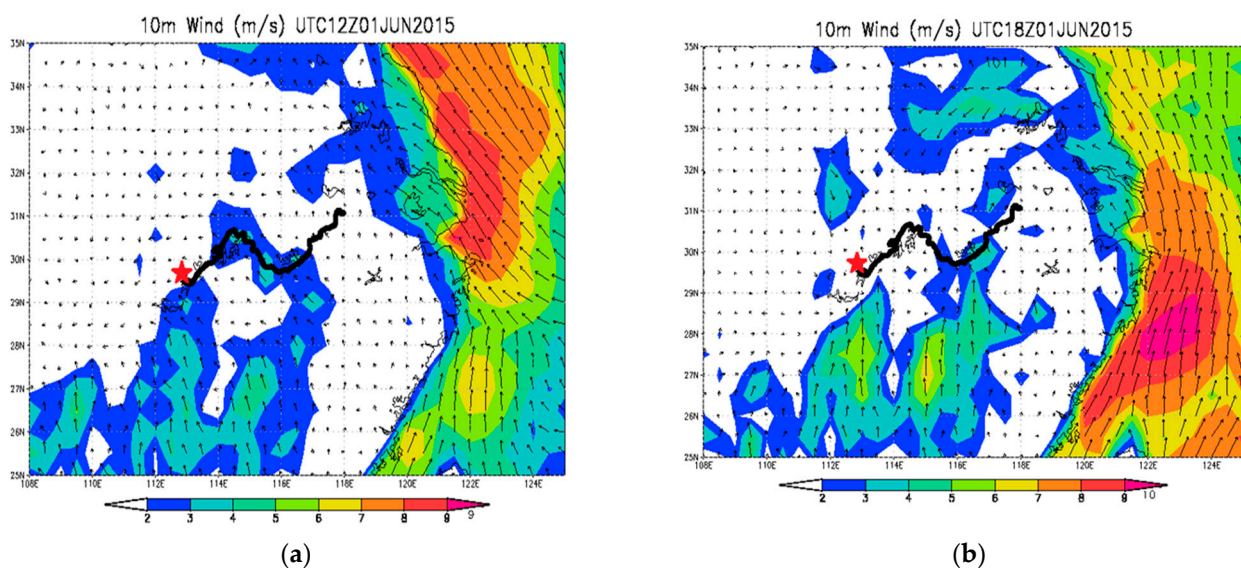 10m Wind (m/s) UTC12Z01JUN2015
35N
34N
33N
32N
31N
30N
29N
28N
27N
26N
25N
108E 110E 112E 114E 116E 118E 120E 122E 124E
2 3 4 5 6 7 8 9 9
(a)
10m Wind (m/s) UTC18Z01JUN2015
35N
34N
33N
32N
31N
30N
29N
28N
27N
26N
25N
108E 110E 112E 114E 116E 118E 120E 122E 124E
2 3 4 5 6 7 8 9 10
(b)